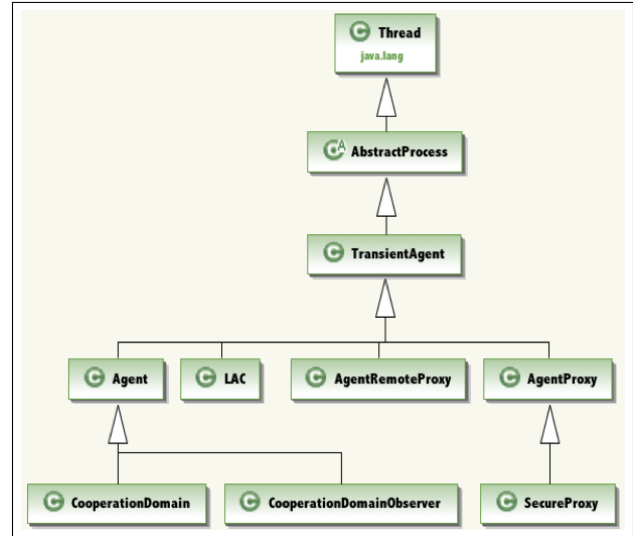 Thread
java.lang
AbstractProcess
TransientAgent
Agent
LAC
AgentRemoteProxy
AgentProxy
CooperationDomain
CooperationDomainObserver
SecureProxy